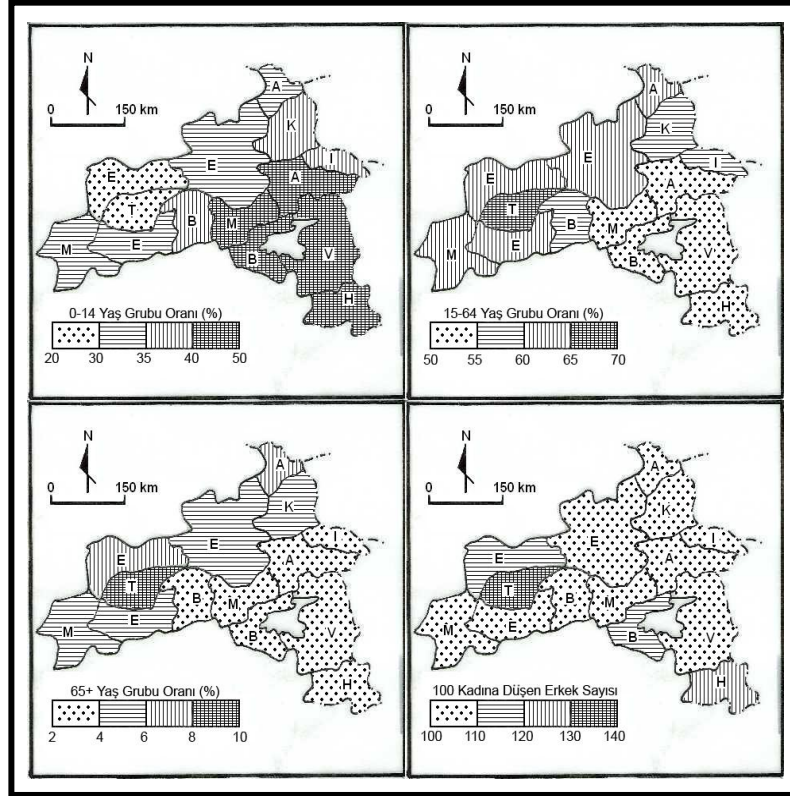 N
0 150 km
A
K
I
E
A
E
T
B
M
M
E
B
V
H
0-14 Yaş Grubu Oranı (%)
20 30 35 40 50
N
0 150 km
A
K
I
E
A
E
T
B
M
M
E
B
V
H
15-64 Yaş Grubu Oranı (%)
50 55 60 65 70
N
0 150 km
A
K
I
E
A
E
T
B
M
M
E
B
V
H
65+ Yaş Grubu Oranı (%)
2 4 6 8 10
N
0 150 km
A
K
I
E
A
E
T
B
M
M
E
B
V
H
100 Kadına Düşen Erkek Sayısı
100 110 120 130 140